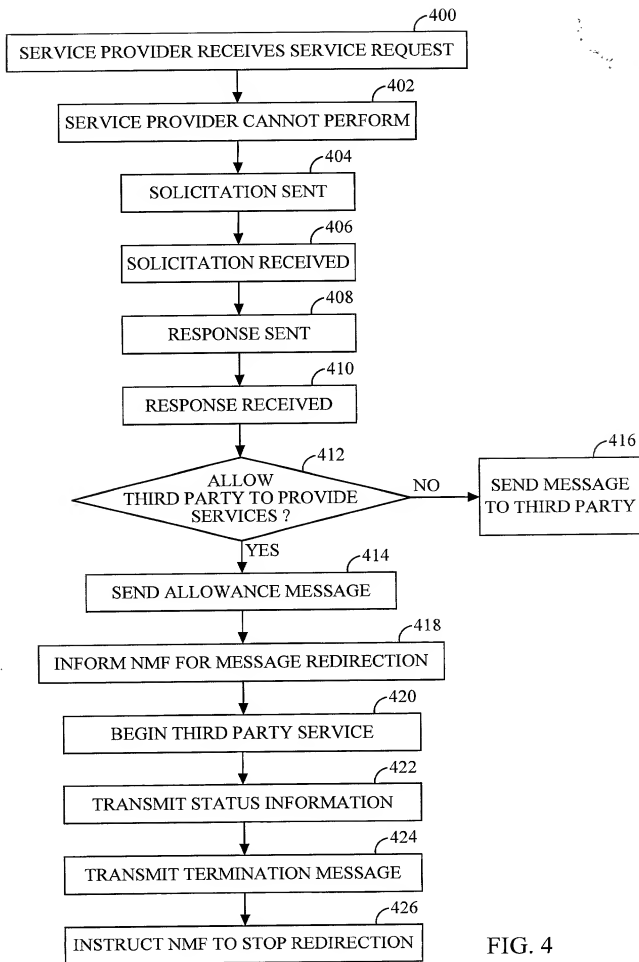 400
SERVICE PROVIDER RECEIVES SERVICE REQUEST
402
SERVICE PROVIDER CANNOT PERFORM
404
SOLICITATION SENT
406
SOLICITATION RECEIVED
408
RESPONSE SENT
410
RESPONSE RECEIVED
412
ALLOW
THIRD PARTY TO PROVIDE
SERVICES ?
NO
416
SEND MESSAGE
TO THIRD PARTY
YES
414
SEND ALLOWANCE MESSAGE
418
INFORM NMF FOR MESSAGE REDIRECTION
420
BEGIN THIRD PARTY SERVICE
422
TRANSMIT STATUS INFORMATION
424
TRANSMIT TERMINATION MESSAGE
426
INSTRUCT NMF TO STOP REDIRECTION
FIG. 4